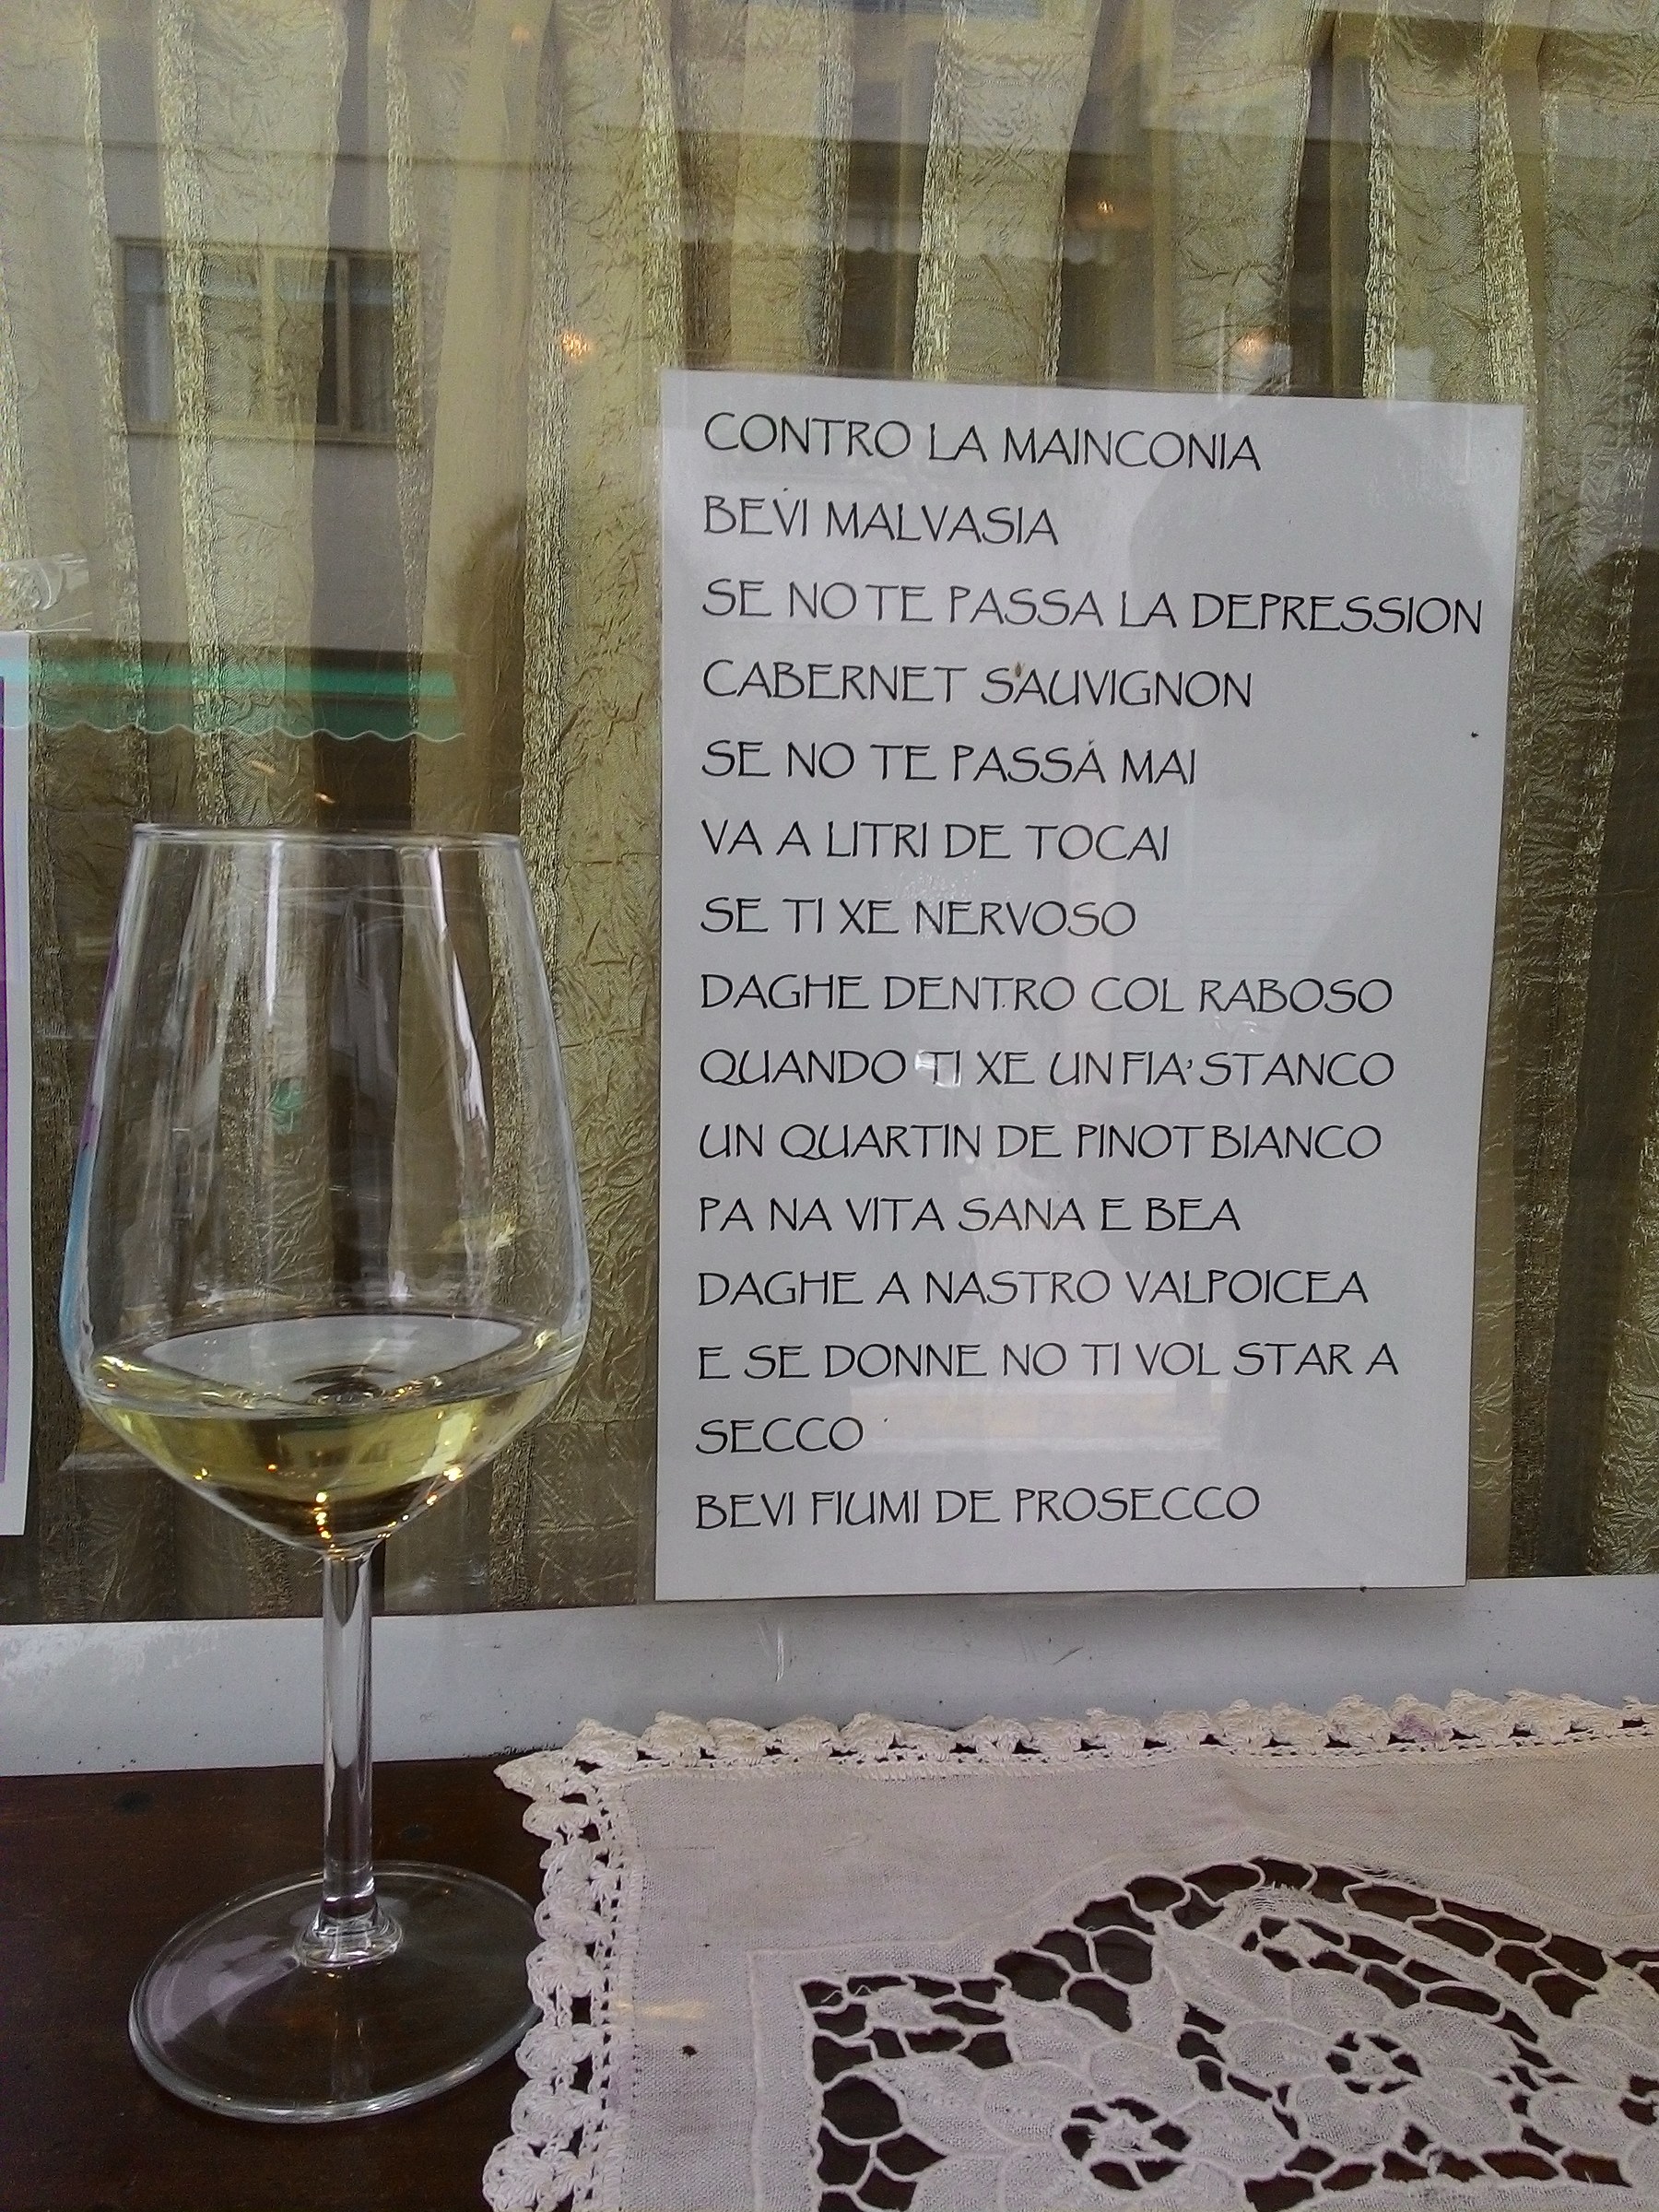 CONTRO LA MAINCONIA
BEVI MALVASIA
SE NO TE PASSA LA DEPRESSION
CABERNET SAUVIGNON
SE NO TE PASSA MAI
VA A LITRI DE TOCAI
SE TI XE NERVOSO
DAGHE DENTRO COL RABOSO
QUANDO TI XE UN FIA' STANCO
UN QUARTIN DE PINOT BIANCO
PA NA VITA SANA E BEA
DAGHE A NASTRO VALPOICEA
E SE DONNE NO TI VOL STAR A
SECCO
BEVI FIUMI DE PROSECCO